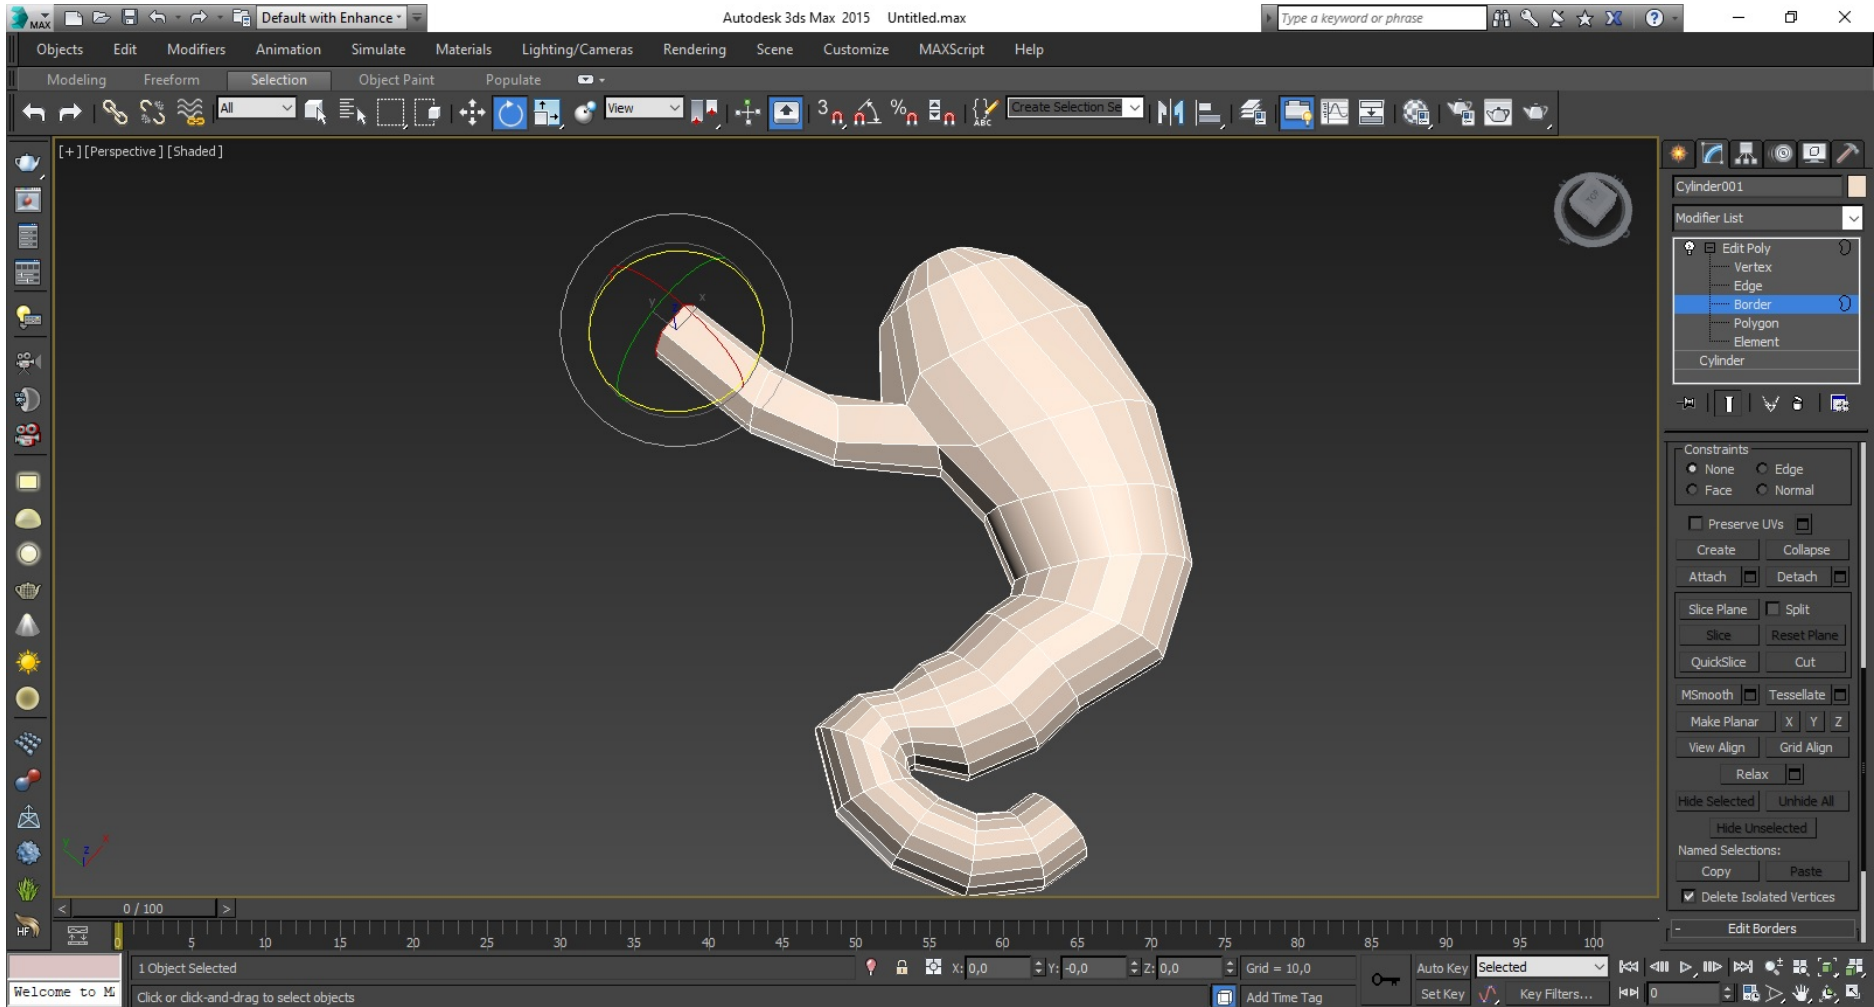 MAX
Default with Enhance
Autodesk 3ds Max 2015 Untitled.max
Type a keyword or phrase
Objects Edit Modifiers Animation Simulate Materials Lighting/Cameras Rendering Scene Customize MAXScript Help
Modeling Freeform Selection Object Paint Populate
All View Create Selection Se
[+] [Perspective] [Shaded]
Cylinder001
Modifier List
Edit Poly
Vertex
Edge
Border
Polygon
Element
Cylinder
Constraints
None Edge
Face Normal
Preserve UVs
Create Collapse
Attach Detach
Slice Plane Split
Slice Reset Plane
QuickSlice Cut
MSmooth Tessellate
Make Planar X Y Z
View Align Grid Align
Relax
Hide Selected Unhide All
Hide Unselected
Named Selections:
Copy Paste
Delete Isolated Vertices
- Edit Borders
< 0 / 100 >
0 5 10 15 20 25 30 35 40 45 50 55 60 65 70 75 80 85 90 95 100
1 Object Selected X: 0,0 Y: -0,0 Z: 0,0 Grid = 10,0 Auto Key Selected
Welcome to M Click or click-and-drag to select objects Add Time Tag Set Key Key Filters... 0